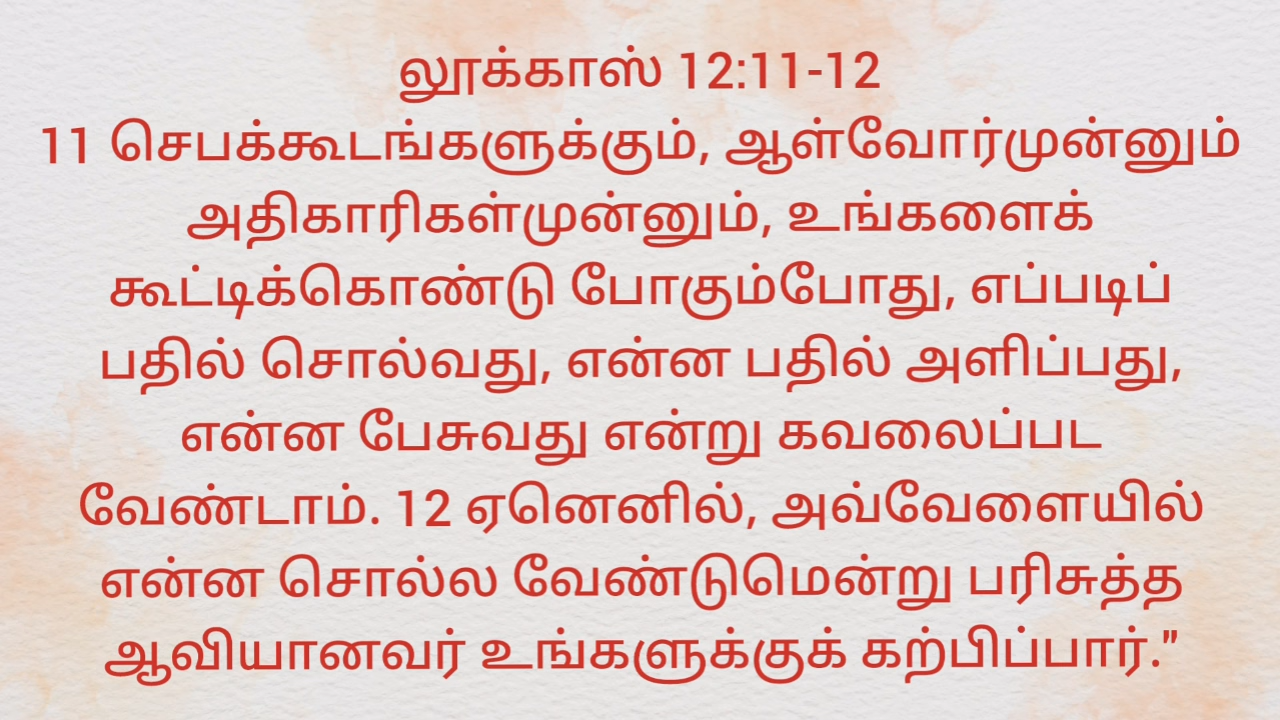 லூக்காஸ் 12:11-12
11 செபக்கூடங்களுக்கும், ஆள்வோர்முன்னும்
அதிகாரிகள்முன்னும், உங்களைக்
கூட்டிக்கொண்டு போகும்போது, எப்படிப்
பதில் சொல்வது, என்ன பதில் அளிப்பது,
என்ன பேசுவது என்று கவலைப்பட
வேண்டாம். 12 ஏனெனில், அவ்வேளையில்
என்ன சொல்ல வேண்டுமென்று பரிசுத்த
ஆவியானவர் உங்களுக்குக் கற்பிப்பார்.”